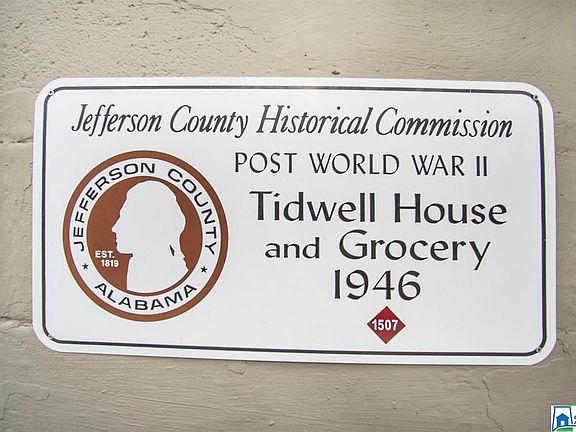 Jefferson County Historical Commission
POST WORLD WAR II
Tidwell House
and Grocery
1946
1507
JEFFERSON COUNTY
EST.
1819
ALABAMA